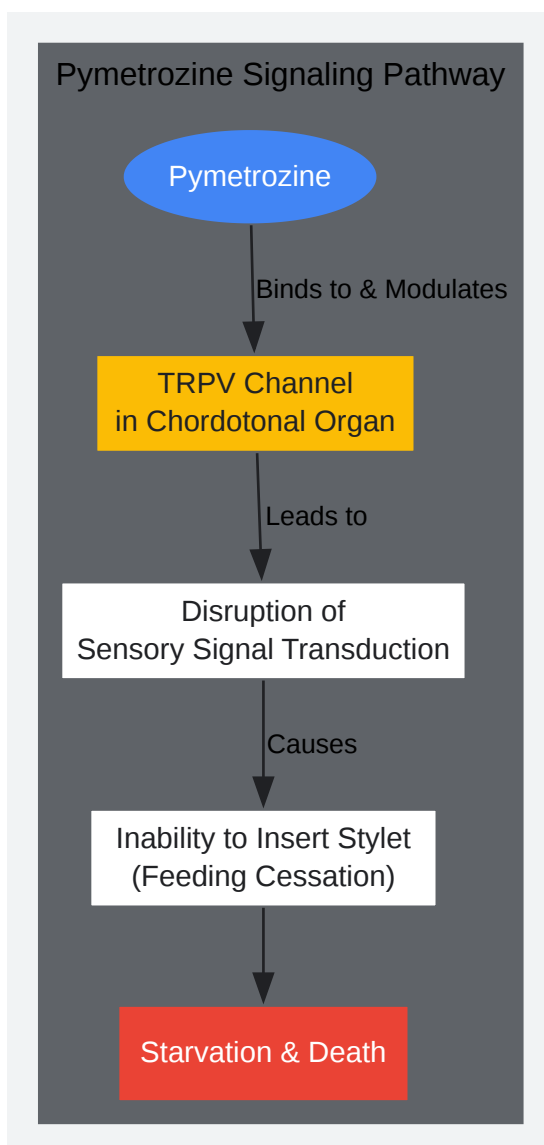 Pymetrozine Signaling Pathway
Pymetrozine
Binds to & Modulates
TRPV Channel
in Chordotonal Organ
Leads to
Disruption of
Sensory Signal Transduction
Causes
Inability to Insert Stylet
(Feeding Cessation)
Starvation & Death